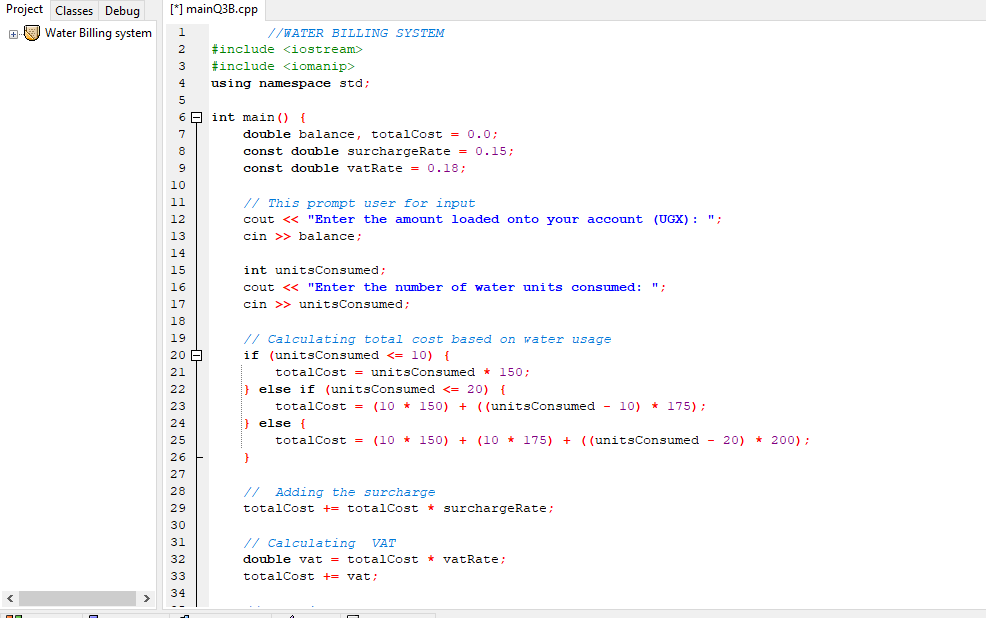 Project Classes Debug [*] mainQ3B.cpp
Water Billing system
1 //WATER BILLING SYSTEM
2 #include <iostream>
3 #include <iomanip>
4 using namespace std;
5
6 int main() {
7 double balance, totalCost = 0.0;
8 const double surchargeRate = 0.15;
9 const double vatRate = 0.18;
10
11 // This prompt user for input
12 cout << "Enter the amount loaded onto your account (UGX): ";
13 cin >> balance;
14
15 int unitsConsumed;
16 cout << "Enter the number of water units consumed: ";
17 cin >> unitsConsumed;
18
19 // Calculating total cost based on water usage
20 if (unitsConsumed <= 10) {
21 totalCost = unitsConsumed * 150;
22 } else if (unitsConsumed <= 20) {
23 totalCost = (10 * 150) + ((unitsConsumed - 10) * 175);
24 } else {
25 totalCost = (10 * 150) + (10 * 175) + ((unitsConsumed - 20) * 200);
26 }
27
28 //  Adding the surcharge
29 totalCost += totalCost * surchargeRate;
30
31 // Calculating  VAT
32 double vat = totalCost * vatRate;
33 totalCost += vat;
34